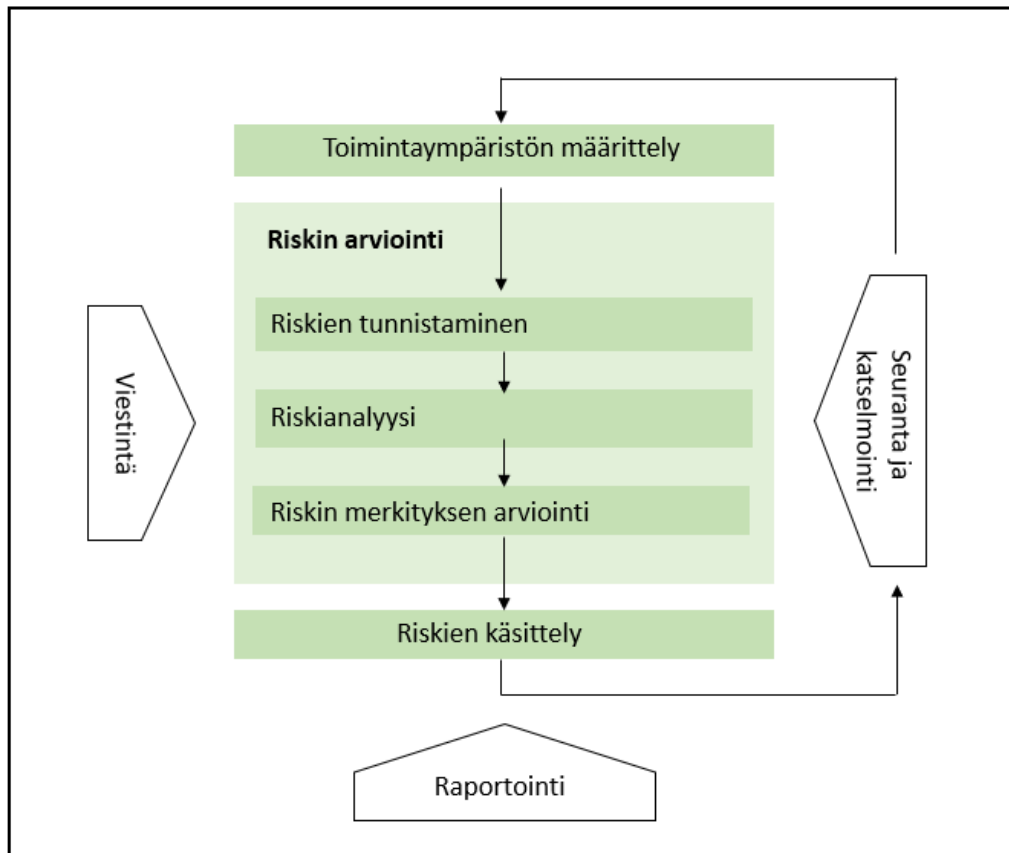 Toimintaympäristön määrittely
Riskin arviointi
Riskien tunnistaminen
Riskianalyysi
Riskin merkityksen arviointi
Riskien käsittely
Viestintä
Seuranta ja
katselmointi
Raportointi